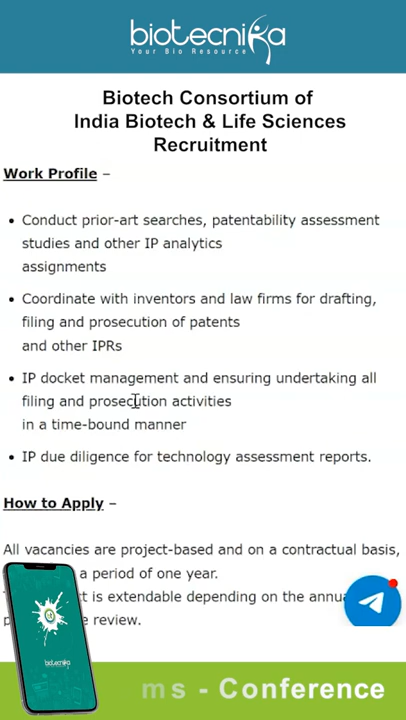 biotecnika
Your Bio Resource
Biotech Consortium of
India Biotech & Life Sciences
Recruitment
Work Profile –
• Conduct prior-art searches, patentability assessment
studies and other IP analytics
assignments
• Coordinate with inventors and law firms for drafting,
filing and prosecution of patents
and other IPRs
• IP docket management and ensuring undertaking all
filing and prosecution activities
in a time-bound manner
• IP due diligence for technology assessment reports.
How to Apply –
All vacancies are project-based and on a contractual basis,
a period of one year.
is extendable depending on the
review.
biotecnika
ms - Conference